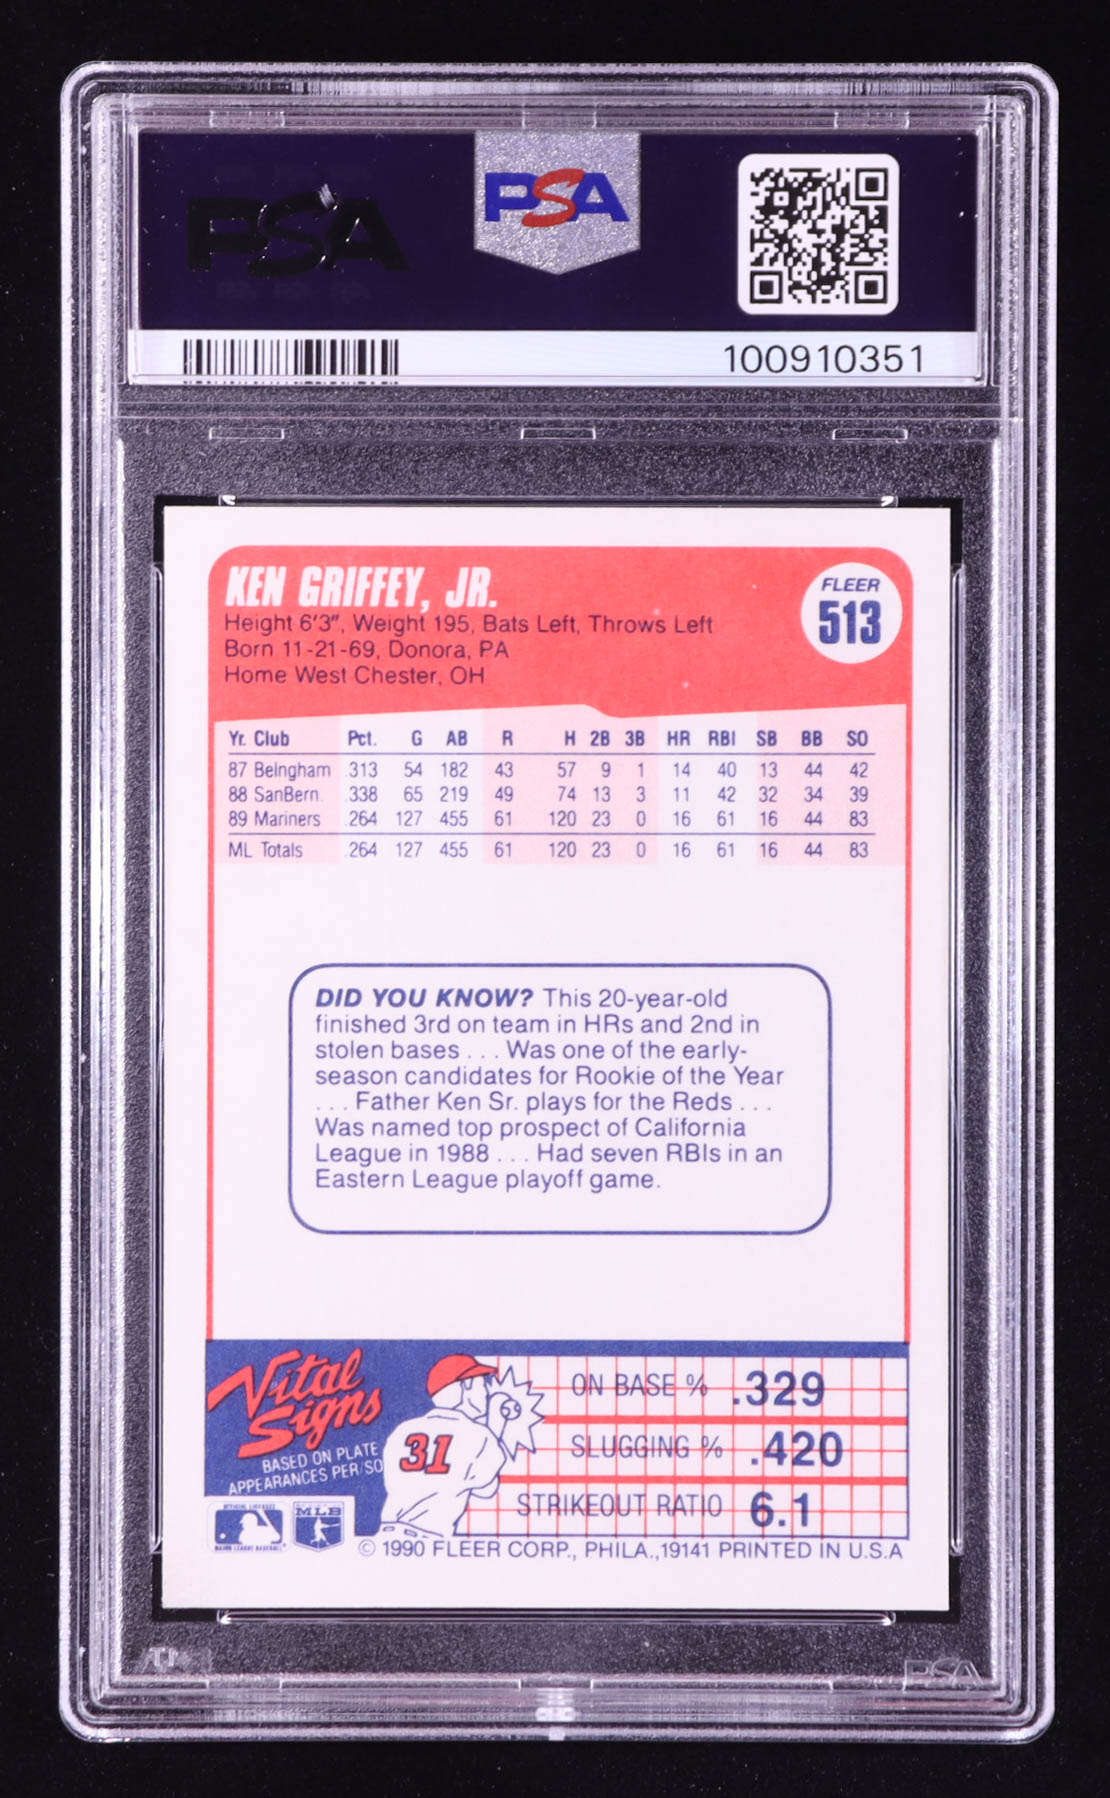 PSA
PSA
100910351
KEN GRIFFEY, JR.
FLEER
513
Height 6'3", Weight 195, Bats Left, Throws Left
Born 11-21-69, Donora, PA
Home West Chester, OH
Yr. Club Pct. G AB R H 2B 3B HR RBI SB BB SO
87 Belngham .313 54 182 43 57 9 1 14 40 13 44 42
88 SanBern. .338 65 219 49 74 13 3 11 42 32 34 39
89 Mariners .264 127 455 61 120 23 0 16 61 16 44 83
ML Totals .264 127 455 61 120 23 0 16 61 16 44 83
DID YOU KNOW? This 20-year-old
finished 3rd on team in HRs and 2nd in
stolen bases . . . Was one of the early-
season candidates for Rookie of the Year
. . . Father Ken Sr. plays for the Reds . . .
Was named top prospect of California
League in 1988 . . . Had seven RBIs in an
Eastern League playoff game.
Vital
Signs
BASED ON PLATE
APPEARANCES PER/SO
31
ON BASE % .329
SLUGGING % .420
STRIKEOUT RATIO 6.1
OFFICIAL LICENSEE
MAJOR LEAGUE BASEBALL
MLB
© 1990 FLEER CORP., PHILA.,19141 PRINTED IN U.S.A
PSA